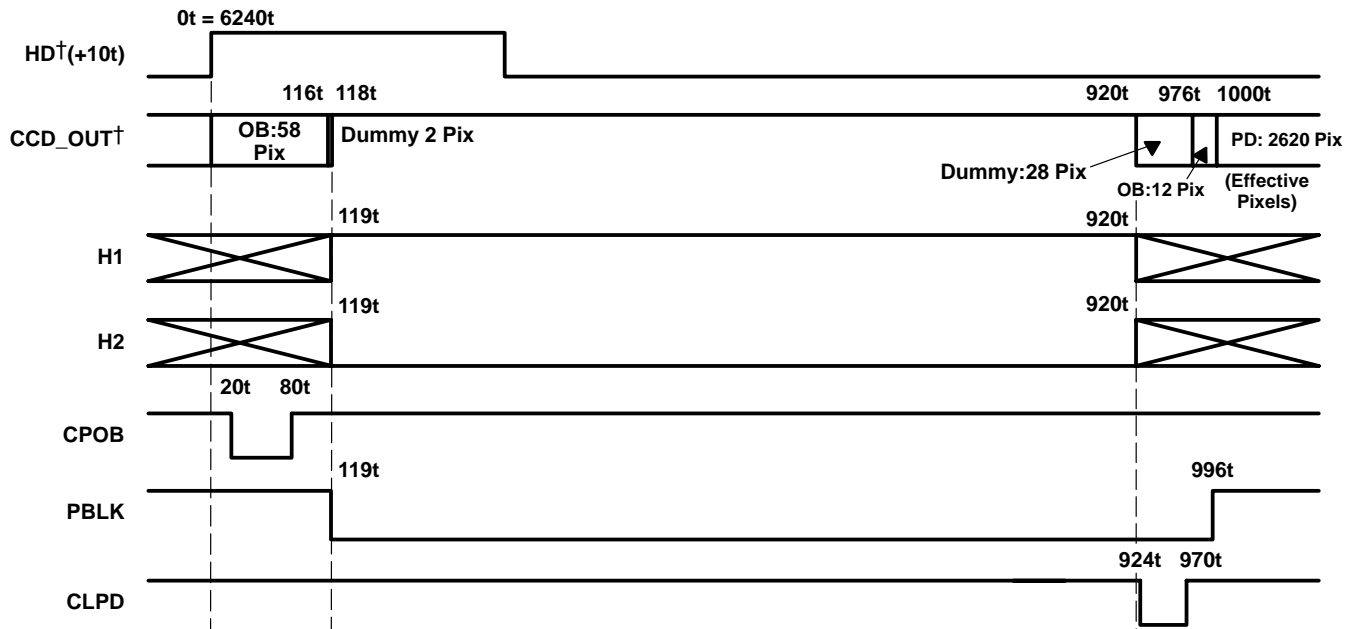 0t = 6240t
HD†(+10t)
116t 118t 920t 976t 1000t
CCD_OUT†
OB:58
Pix
Dummy 2 Pix
PD: 2620 Pix
Dummy:28 Pix
OB:12 Pix
(Effective
Pixels)
119t 920t
H1
119t 920t
H2
20t 80t
CPOB
119t 996t
PBLK
924t 970t
CLPD